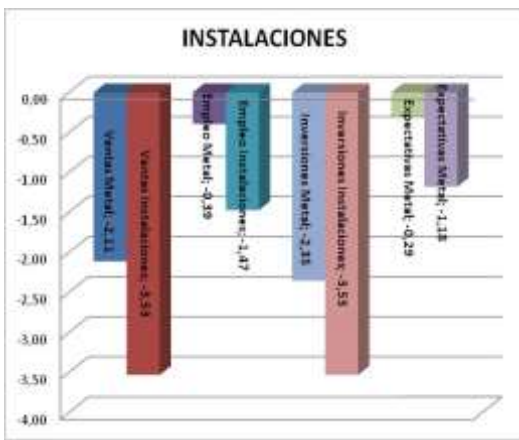 INSTALACIONES
0.00
-0.50
-1.00
-1.50
-2.00
-2.50
-3.00
-3.50
-4.00
Ventas Metal; -2,11
Ventas Instalaciones; -3,53
Empleo Metal; -0,39
Empleo Instalaciones; -1,47
Inversiones Metal; -2,35
Inversiones Instalaciones; -3,53
Expectativas Metal; -0,29
Expectativas Metal; -1,18